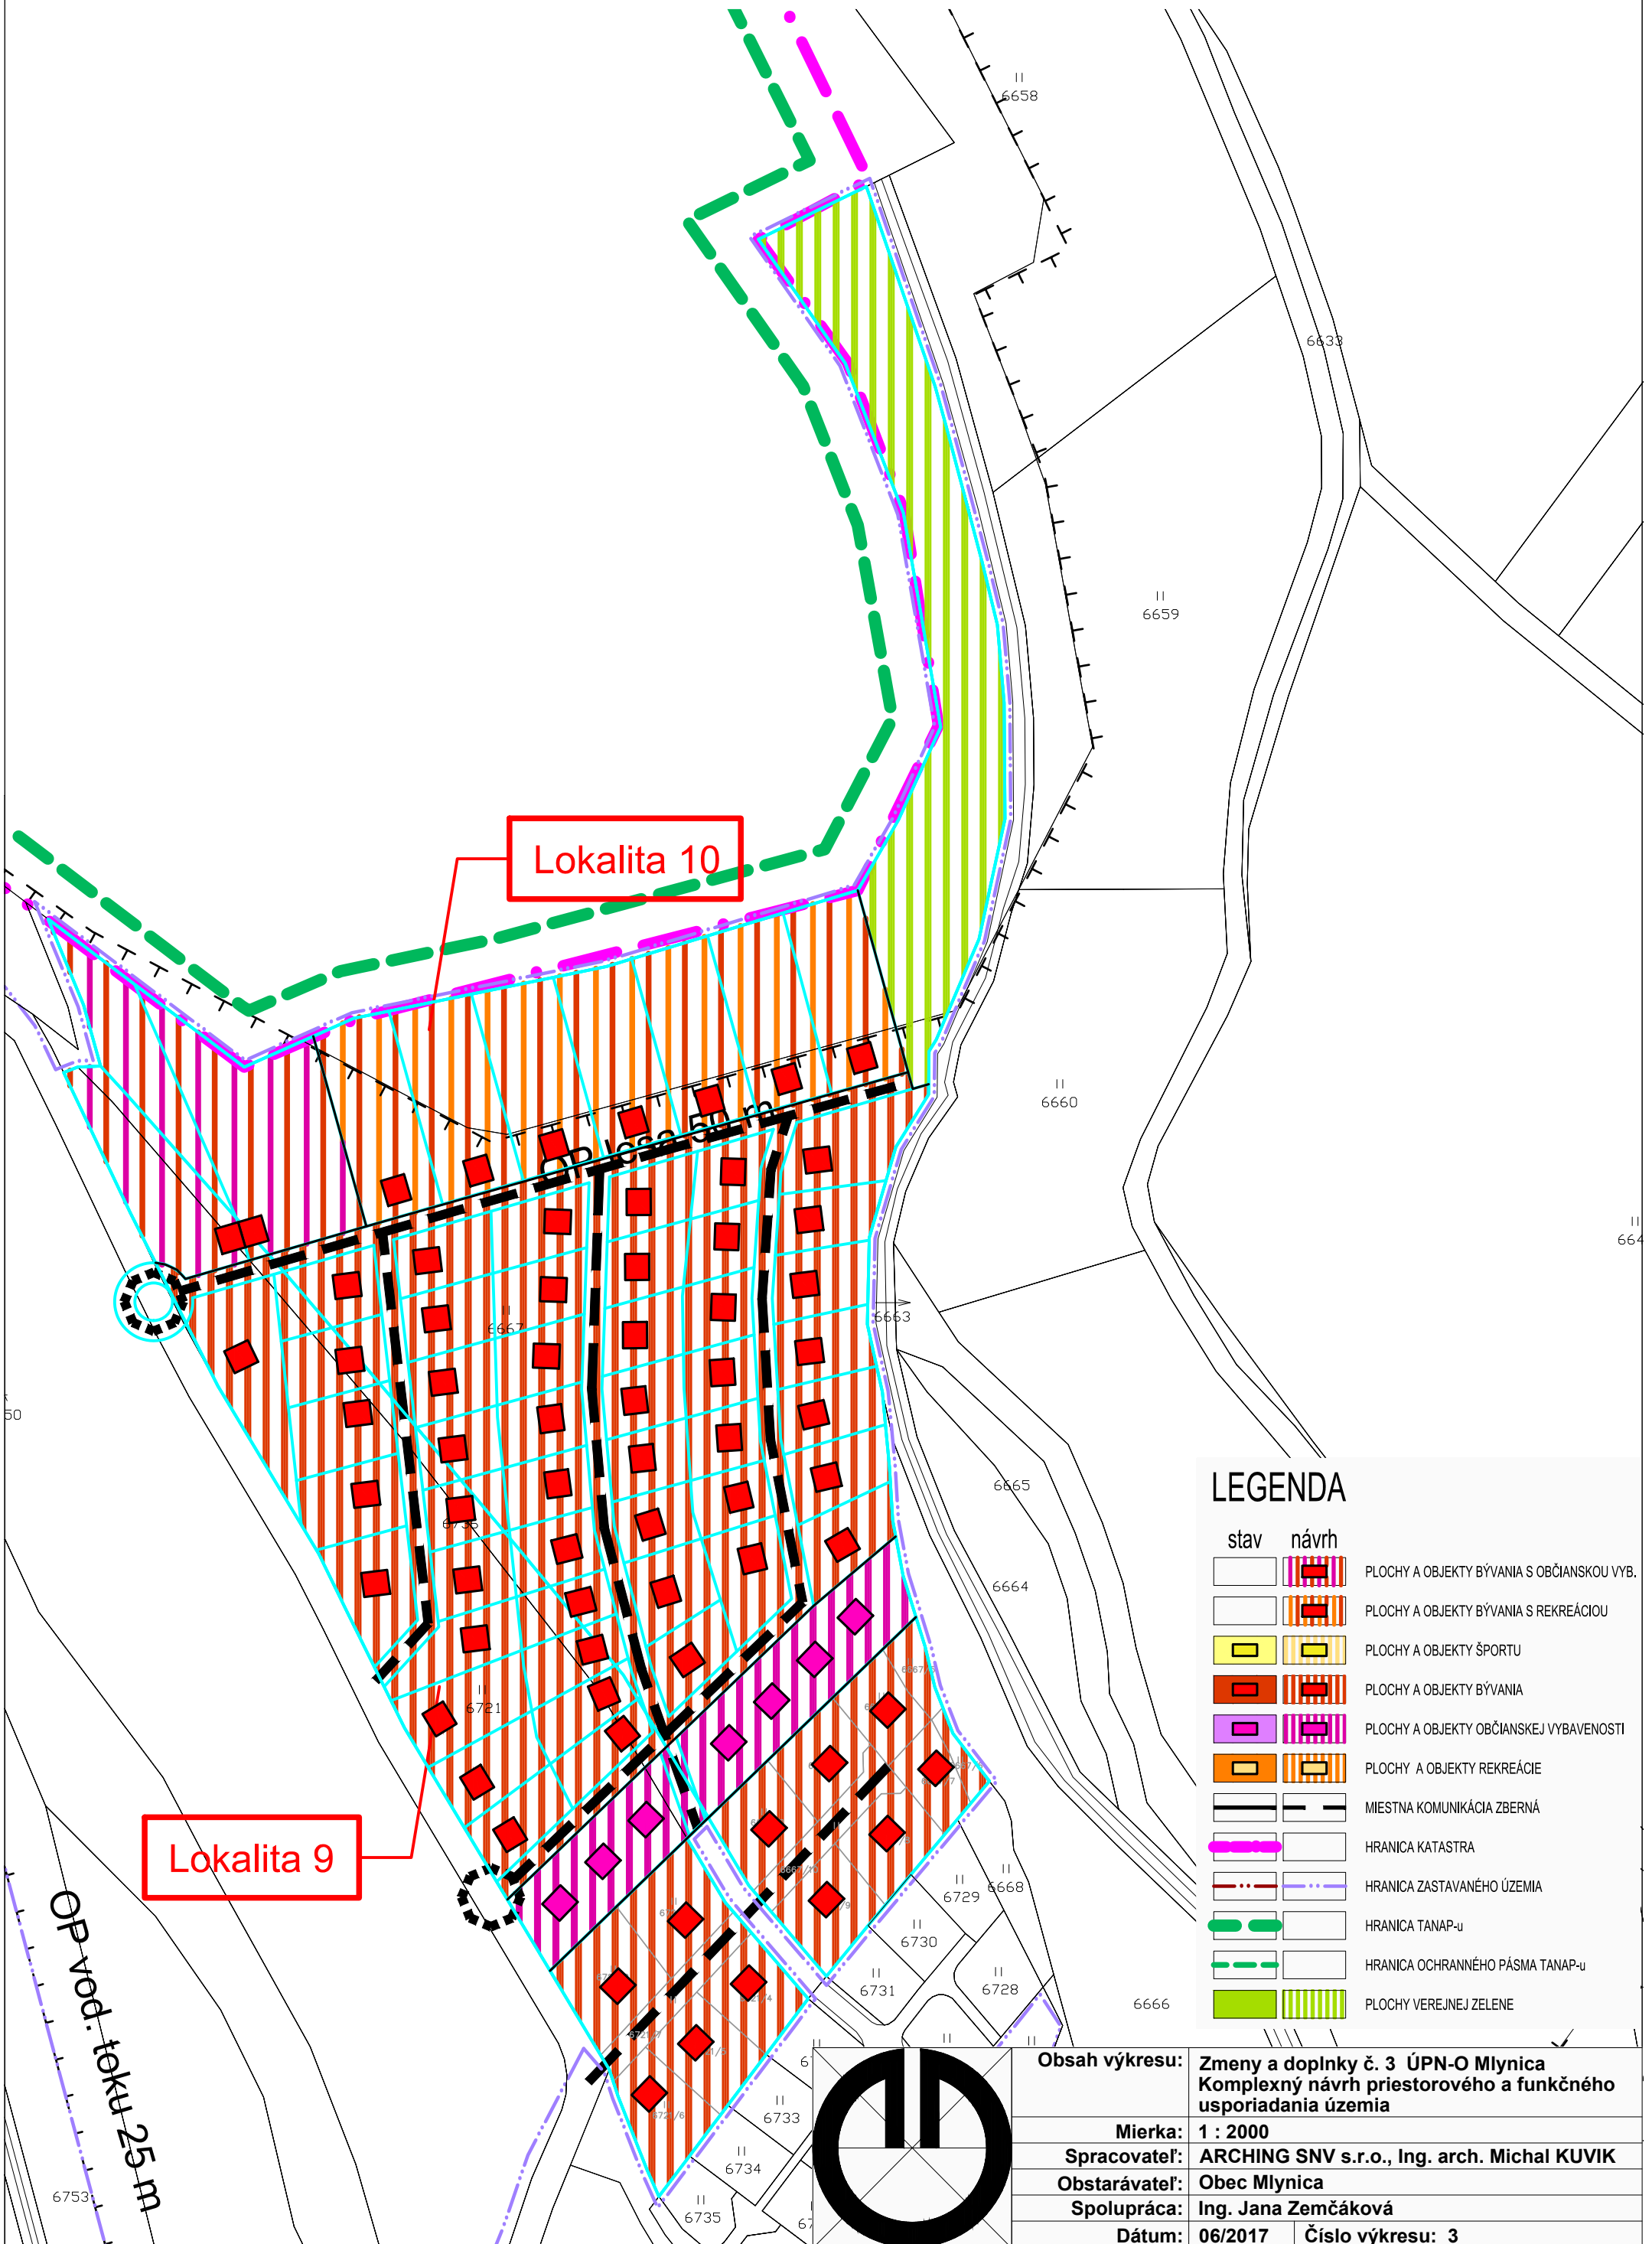 6658
6633
6659
Lokalita 10
6660
OP lesa 50 m
6667
6663
50
664
6665
6736
6664
6721
Lokalita 9
6729
6668
6730
6731
6728
6666
6733
6734
6735
6753
OP vod. toku 25 m
LEGENDA
stav návrh
PLOCHY A OBJEKTY BÝVANIA S OBČIANSKOU VYB.
PLOCHY A OBJEKTY BÝVANIA S REKREÁCIOU
PLOCHY A OBJEKTY ŠPORTU
PLOCHY A OBJEKTY BÝVANIA
PLOCHY A OBJEKTY OBČIANSKEJ VYBAVENOSTI
PLOCHY A OBJEKTY REKREÁCIE
MIESTNA KOMUNIKÁCIA ZBERNÁ
HRANICA KATASTRA
HRANICA ZASTAVANÉHO ÚZEMIA
HRANICA TANAP-u
HRANICA OCHRANNÉHO PÁSMA TANAP-u
PLOCHY VEREJNEJ ZELENE
Obsah výkresu: Zmeny a doplnky č. 3 ÚPN-O Mlynica
Komplexný návrh priestorového a funkčného
usporiadania územia
Mierka: 1 : 2000
Spracovateľ: ARCHING SNV s.r.o., Ing. arch. Michal KUVIK
Obstarávateľ: Obec Mlynica
Spolupráca: Ing. Jana Zemčáková
Dátum: 06/2017 Číslo výkresu: 3